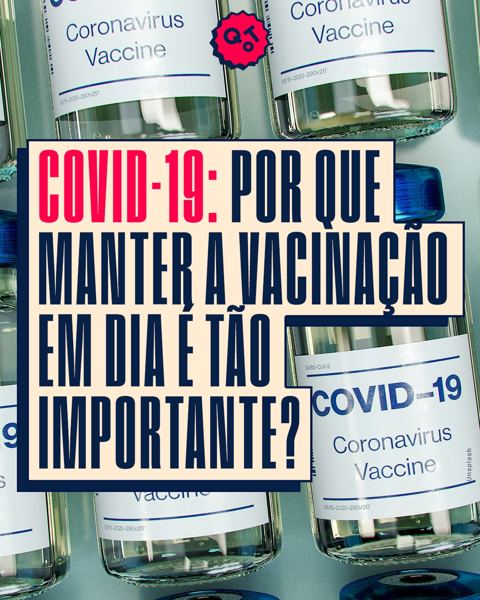 Coronavirus
Vaccine
Coronavirus
Vaccine
QTO
COVID-19: POR QUE
MANTER A VACINAÇÃO
EM DIA É TÃO
IMPORTANTE?
COVID-19
Coronavirus
Vaccine
Unsplash
Vaccine